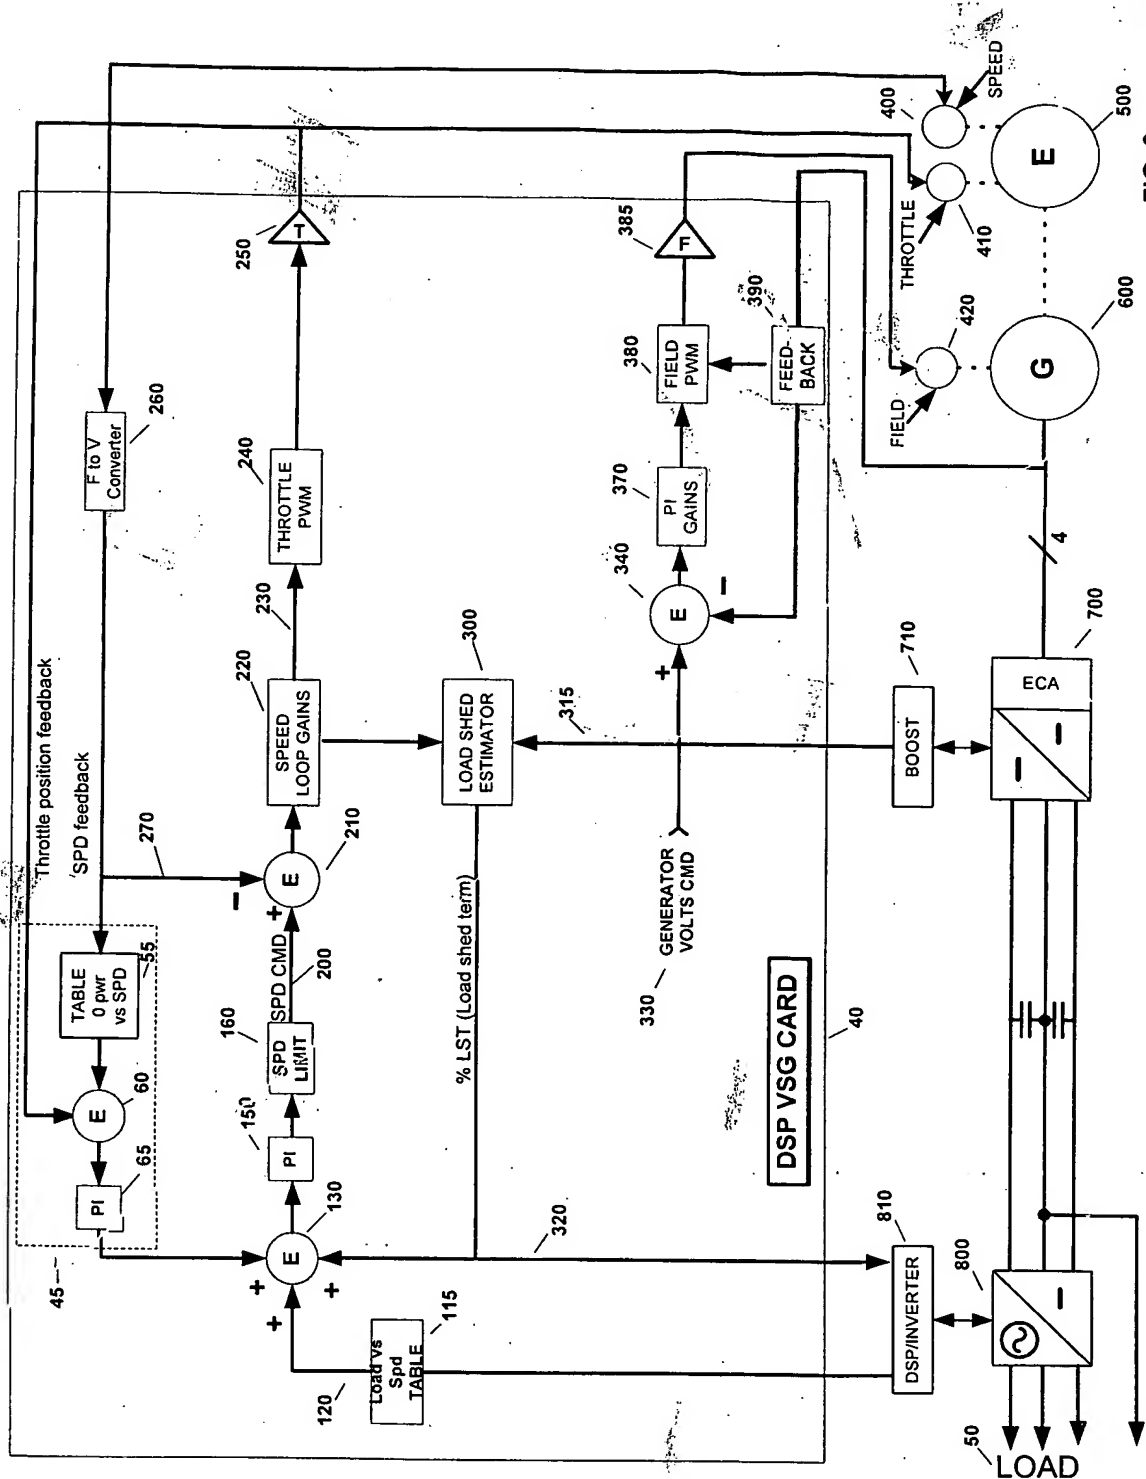 Throttle position feedback
SPD feedback
45
TABLE
0 pwr
vs SPD
55
E
60
PI
65
F to V
Converter
260
270
Load Vs
Spd
TABLE
115
120
E
130
+
+
+
PI
150
SPD
LIMIT
160
SPD CMD
200
E
210
+
−
SPEED
LOOP GAINS
220
230
THROTTLE
PWM
240
T
250
LOAD SHED
ESTIMATOR
300
% LST (Load shed term)
315
320
GENERATOR
VOLTS CMD
330
+
−
E
340
PI
GAINS
370
FIELD
PWM
380
F
385
FEED-
BACK
390
DSP VSG CARD
40
DSP/INVERTER
810
BOOST
710
800
ECA
700
4
FIELD
420
THROTTLE
410
400
SPEED
G
600
E
500
50
LOAD